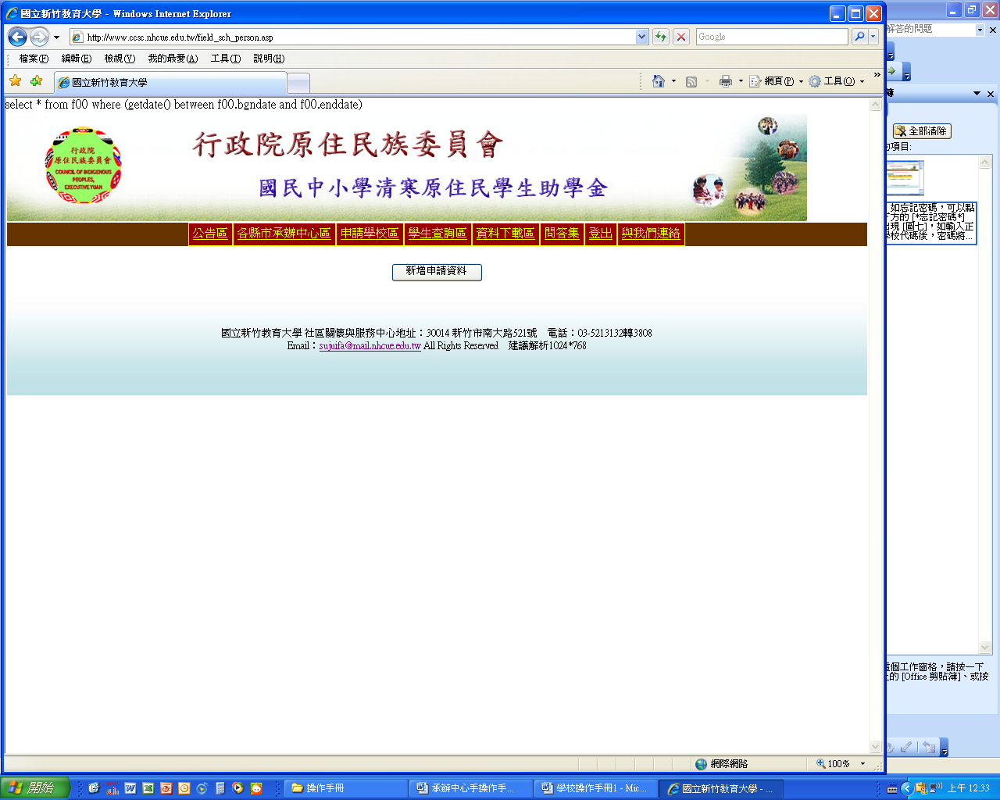 國立新竹教育大學 - Windows Internet Explorer
http://www.ccsc.nhcue.edu.tw/field_sch_person.asp
Google
檔案(F) 編輯(E) 檢視(V) 我的最愛(A) 工具(T) 說明(H)
國立新竹教育大學
網頁(P) 工具(O)
select * from f00 where (getdate() between f00.bgndate and f00.enddate)
行政院
原住民族委員會
COUNCIL OF INDIGENOUS
PEOPLES,
EXECUTIVE YUAN
行政院原住民族委員會
國民中小學清寒原住民學生助學金
公告區 各縣市承辦中心區 申請學校區 學生查詢區 資料下載區 問答集 登出 與我們連絡
新增申請資料
國立新竹教育大學 社區關懷與服務中心地址：30014 新竹市南大路521號 電話：03-5213132轉3808
Email：sujuifa@mail.nhcue.edu.tw All Rights Reserved 建議解析1024*768
網際網路
100%
解答的問題
簿
全部清除
的項目:
如忘記密碼，可以點
下方的 [*忘記密碼*]
出現 [圖七]，如輸入正
學校代碼後，密碼將...
這個工作窗格，請按一下
上的 [Office 剪貼簿]、或按
開始
操作手冊
承辦中心手操作手...
學校操作手冊1 - Mic...
國立新竹教育大學 - ...
上午 12:33